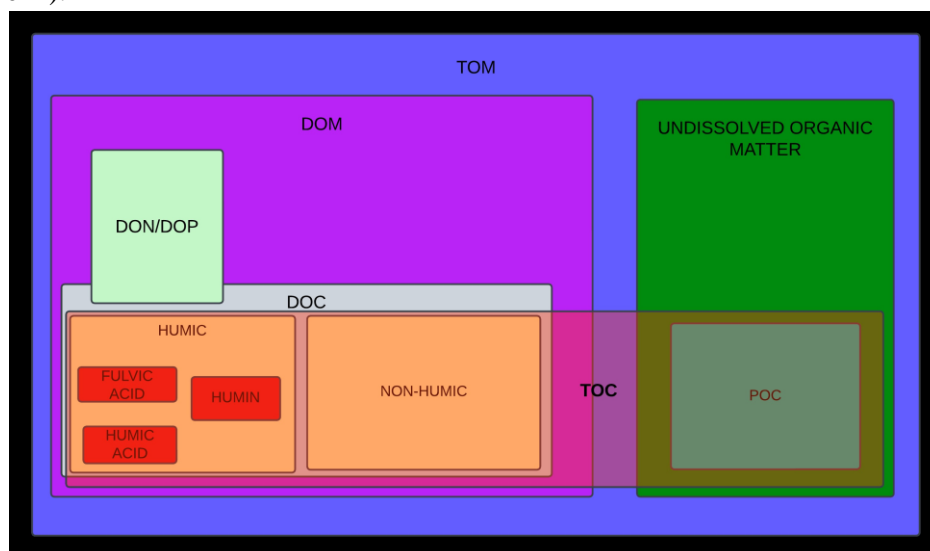 TOM
DOM
UNDISSOLVED ORGANIC
MATTER
DON/DOP
DOC
HUMIC
FULVIC
ACID
HUMIN
NON-HUMIC
TOC
POC
HUMIC
ACID